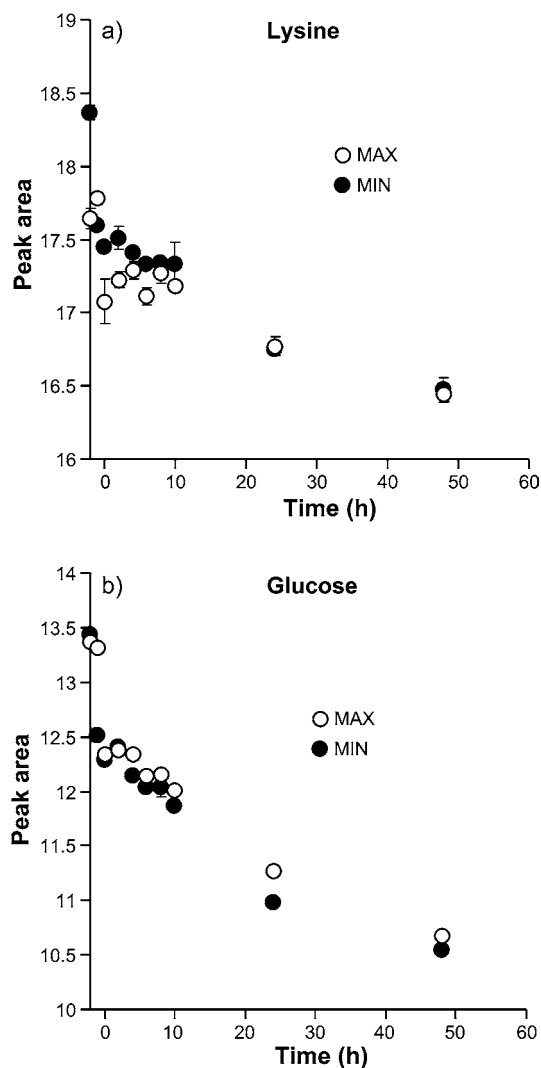 19
a) Lysine
18.5
18
MAX
MIN
17.5
17
16.5
16
Peak area
0 10 20 30 40 50 60
Time (h)
14
b) Glucose
13.5
13
MAX
12.5
MIN
12
11.5
11
10.5
10
Peak area
0 10 20 30 40 50 60
Time (h)